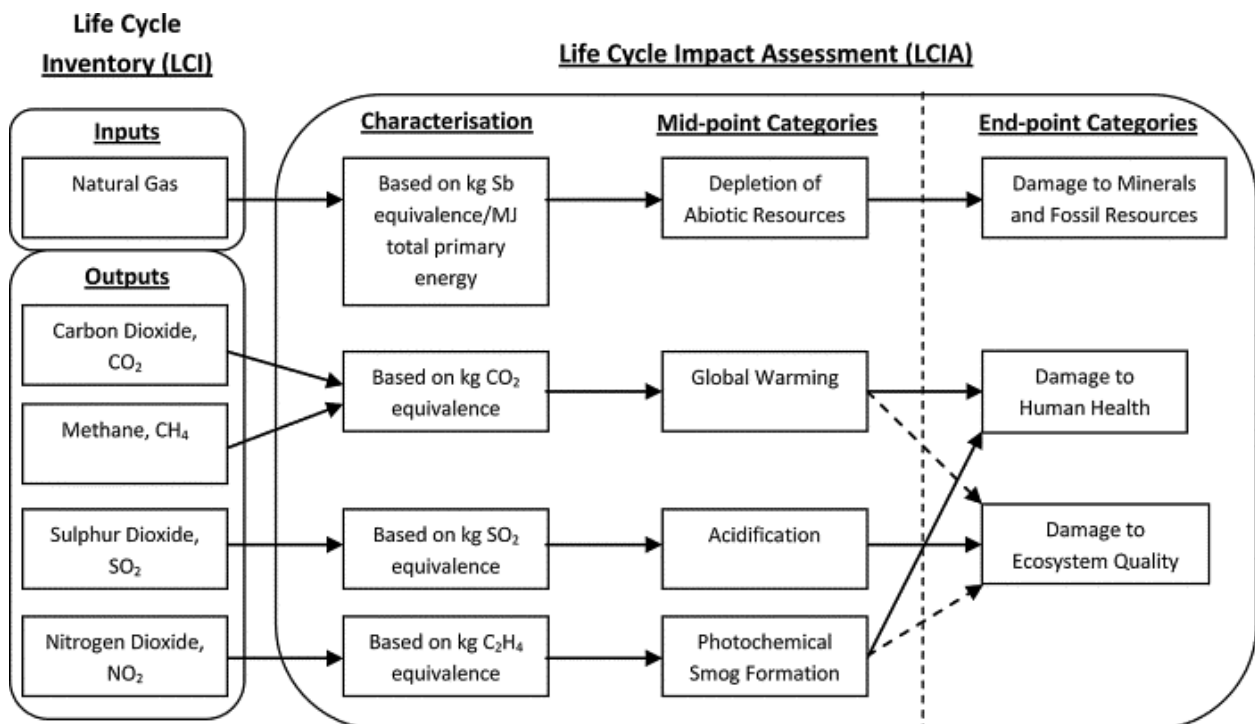 Life Cycle
Inventory (LCI)
Life Cycle Impact Assessment (LCIA)
Inputs
Characterisation
Mid-point Categories
End-point Categories
Natural Gas
Based on kg Sb
equivalence/MJ
total primary
energy
Depletion of
Abiotic Resources
Damage to Minerals
and Fossil Resources
Outputs
Carbon Dioxide,
CO₂
Methane, CH₄
Based on kg CO₂
equivalence
Global Warming
Damage to
Human Health
Sulphur Dioxide,
SO₂
Based on kg SO₂
equivalence
Acidification
Damage to
Ecosystem Quality
Nitrogen Dioxide,
NO₂
Based on kg C₂H₄
equivalence
Photochemical
Smog Formation